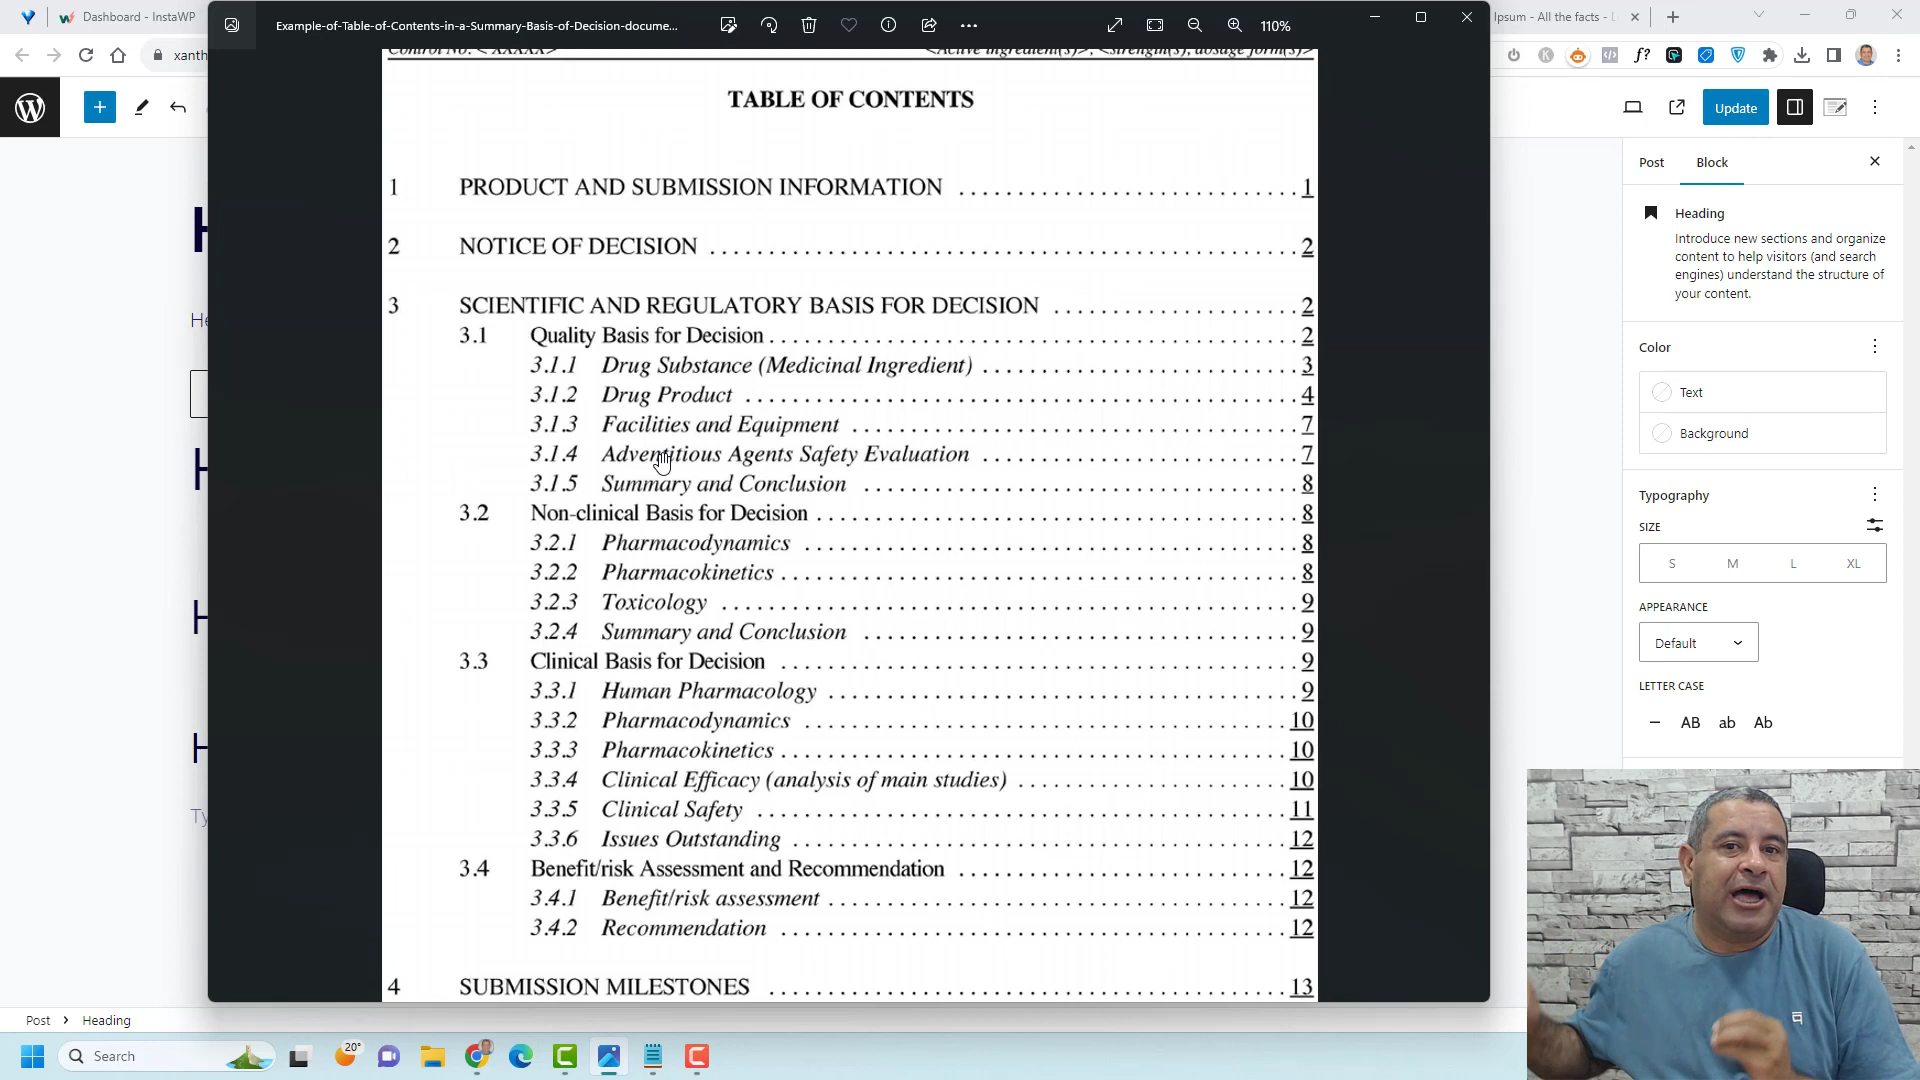 Dashboard - InstaWP
Example-of-Table-of-Contents-in-a-Summary-Basis-of-Decision-docume...
110%
Ipsum - All the facts - L
xanth
Control No. < XXXXX>
<Active ingredient(s)>, <strength(s), dosage form(s)>
Update
TABLE OF CONTENTS
1 PRODUCT AND SUBMISSION INFORMATION 1
2 NOTICE OF DECISION 2
3 SCIENTIFIC AND REGULATORY BASIS FOR DECISION 2
3.1 Quality Basis for Decision 2
3.1.1 Drug Substance (Medicinal Ingredient) 3
3.1.2 Drug Product 4
3.1.3 Facilities and Equipment 7
3.1.4 Adventitious Agents Safety Evaluation 7
3.1.5 Summary and Conclusion 8
3.2 Non-clinical Basis for Decision 8
3.2.1 Pharmacodynamics 8
3.2.2 Pharmacokinetics 8
3.2.3 Toxicology 9
3.2.4 Summary and Conclusion 9
3.3 Clinical Basis for Decision 9
3.3.1 Human Pharmacology 9
3.3.2 Pharmacodynamics 10
3.3.3 Pharmacokinetics 10
3.3.4 Clinical Efficacy (analysis of main studies) 10
3.3.5 Clinical Safety 11
3.3.6 Issues Outstanding 12
3.4 Benefit/risk Assessment and Recommendation 12
3.4.1 Benefit/risk assessment 12
3.4.2 Recommendation 12
4 SUBMISSION MILESTONES 13
H
He
H
H
H
Ty
Post Block
Heading
Introduce new sections and organize
content to help visitors (and search
engines) understand the structure of
your content.
Color
Text
Background
Typography
SIZE
S M L XL
APPEARANCE
Default
LETTER CASE
– AB ab Ab
Post > Heading
Search
20°